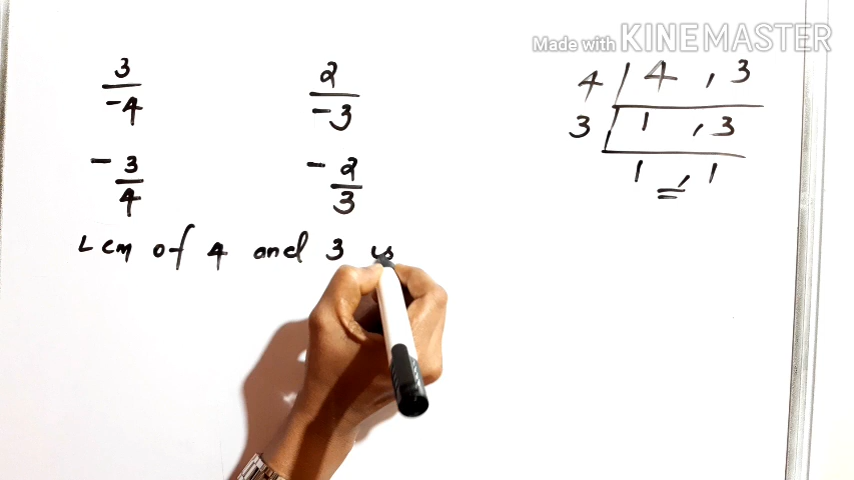 Made with KINEMASTER
3/-4 2/-3
-3/4 -2/3
Lcm of 4 and 3 is
4 | 4 , 3
3 | 1 , 3
1 , 1